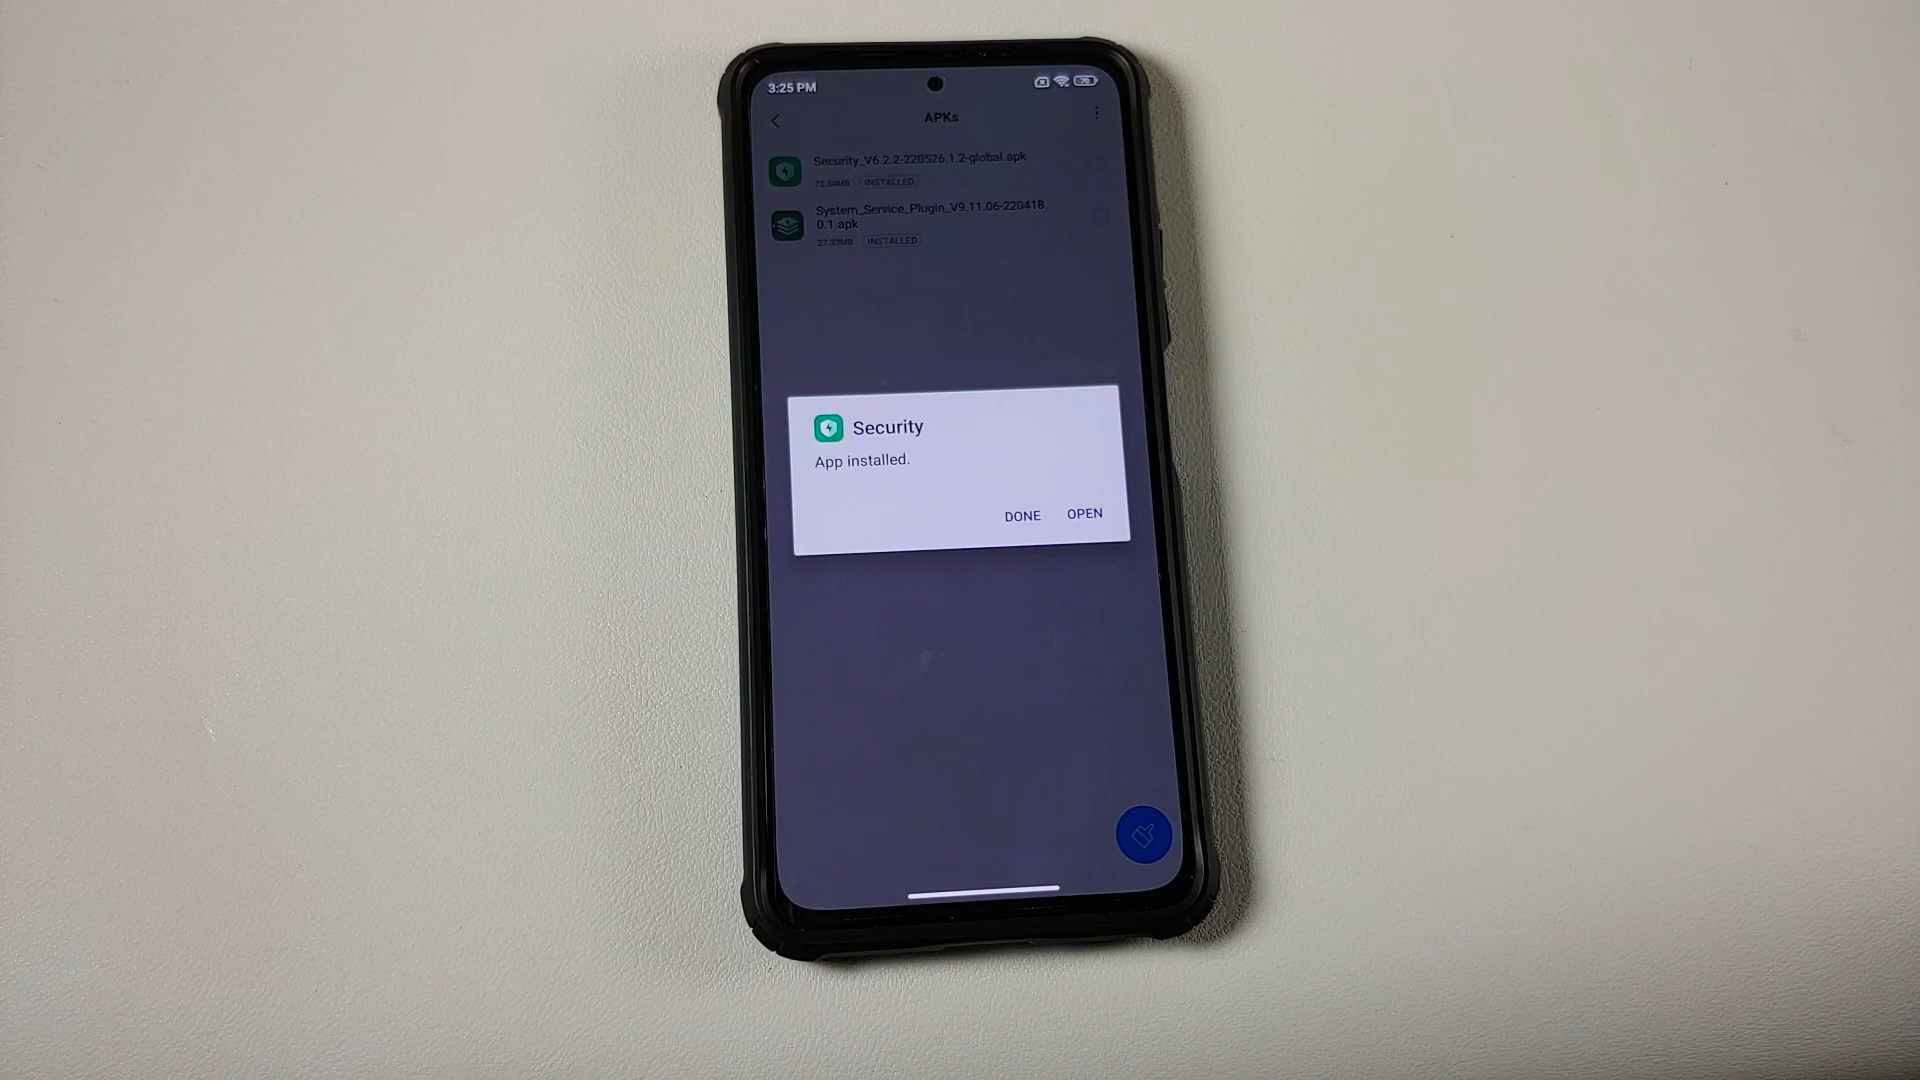 3:25 PM
70
APKs
Security_V6.2.2-220526.1.2-global.apk
72.54MB INSTALLED
System_Service_Plugin_V9.11.06-220418.
0.1.apk
27.33MB INSTALLED
Security
App installed.
DONE OPEN